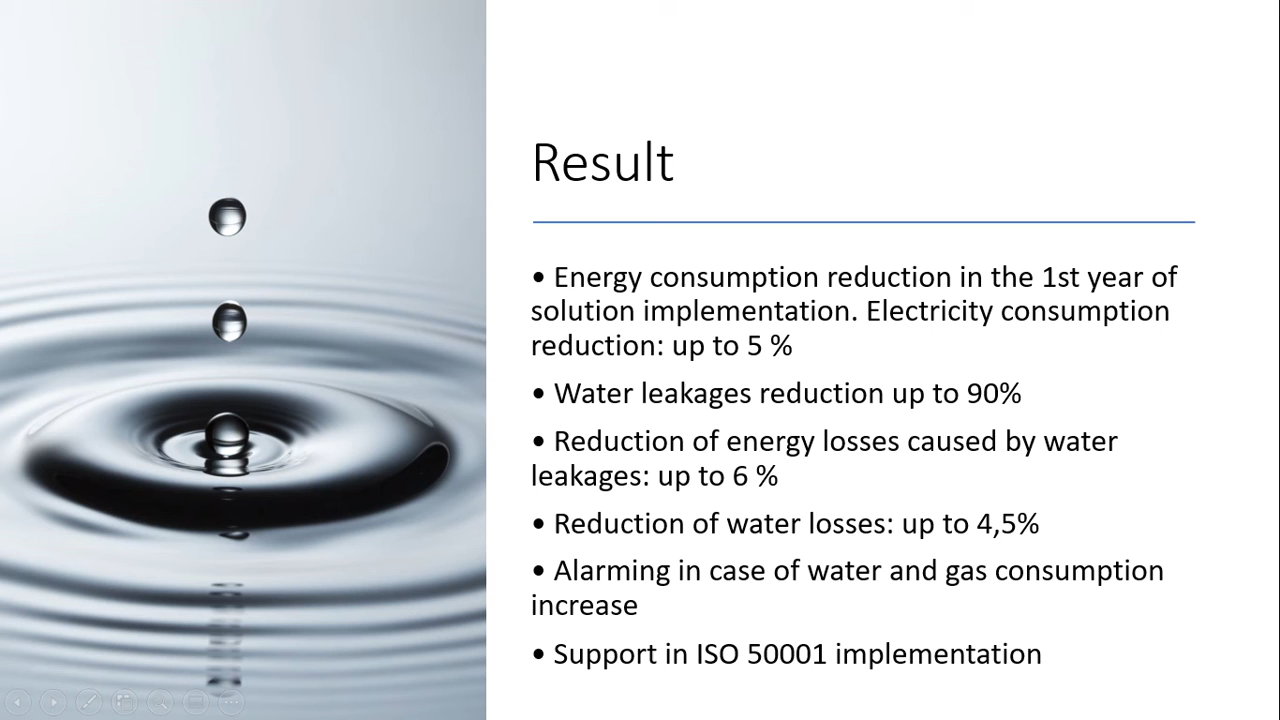 Result
• Energy consumption reduction in the 1st year of
solution implementation. Electricity consumption
reduction: up to 5 %
• Water leakages reduction up to 90%
• Reduction of energy losses caused by water
leakages: up to 6 %
• Reduction of water losses: up to 4,5%
• Alarming in case of water and gas consumption
increase
• Support in ISO 50001 implementation